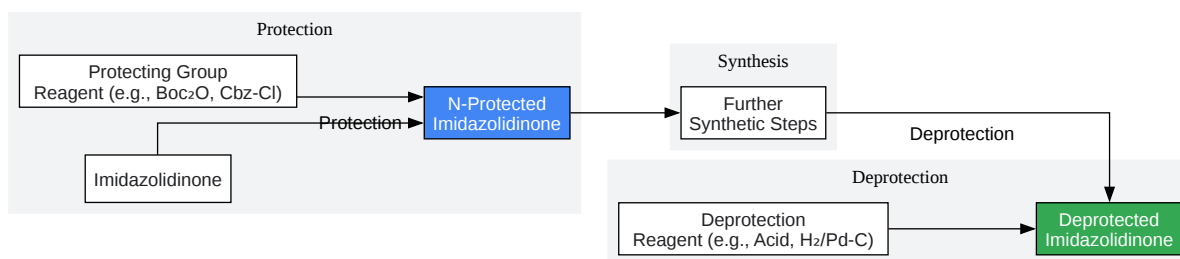 Protection
Protecting Group
Reagent (e.g., Boc₂O, Cbz-Cl)
N-Protected
Imidazolidinone
Protection
Imidazolidinone
Synthesis
Further
Synthetic Steps
Deprotection
Deprotection
Deprotection
Reagent (e.g., Acid, H₂/Pd-C)
Deprotected
Imidazolidinone